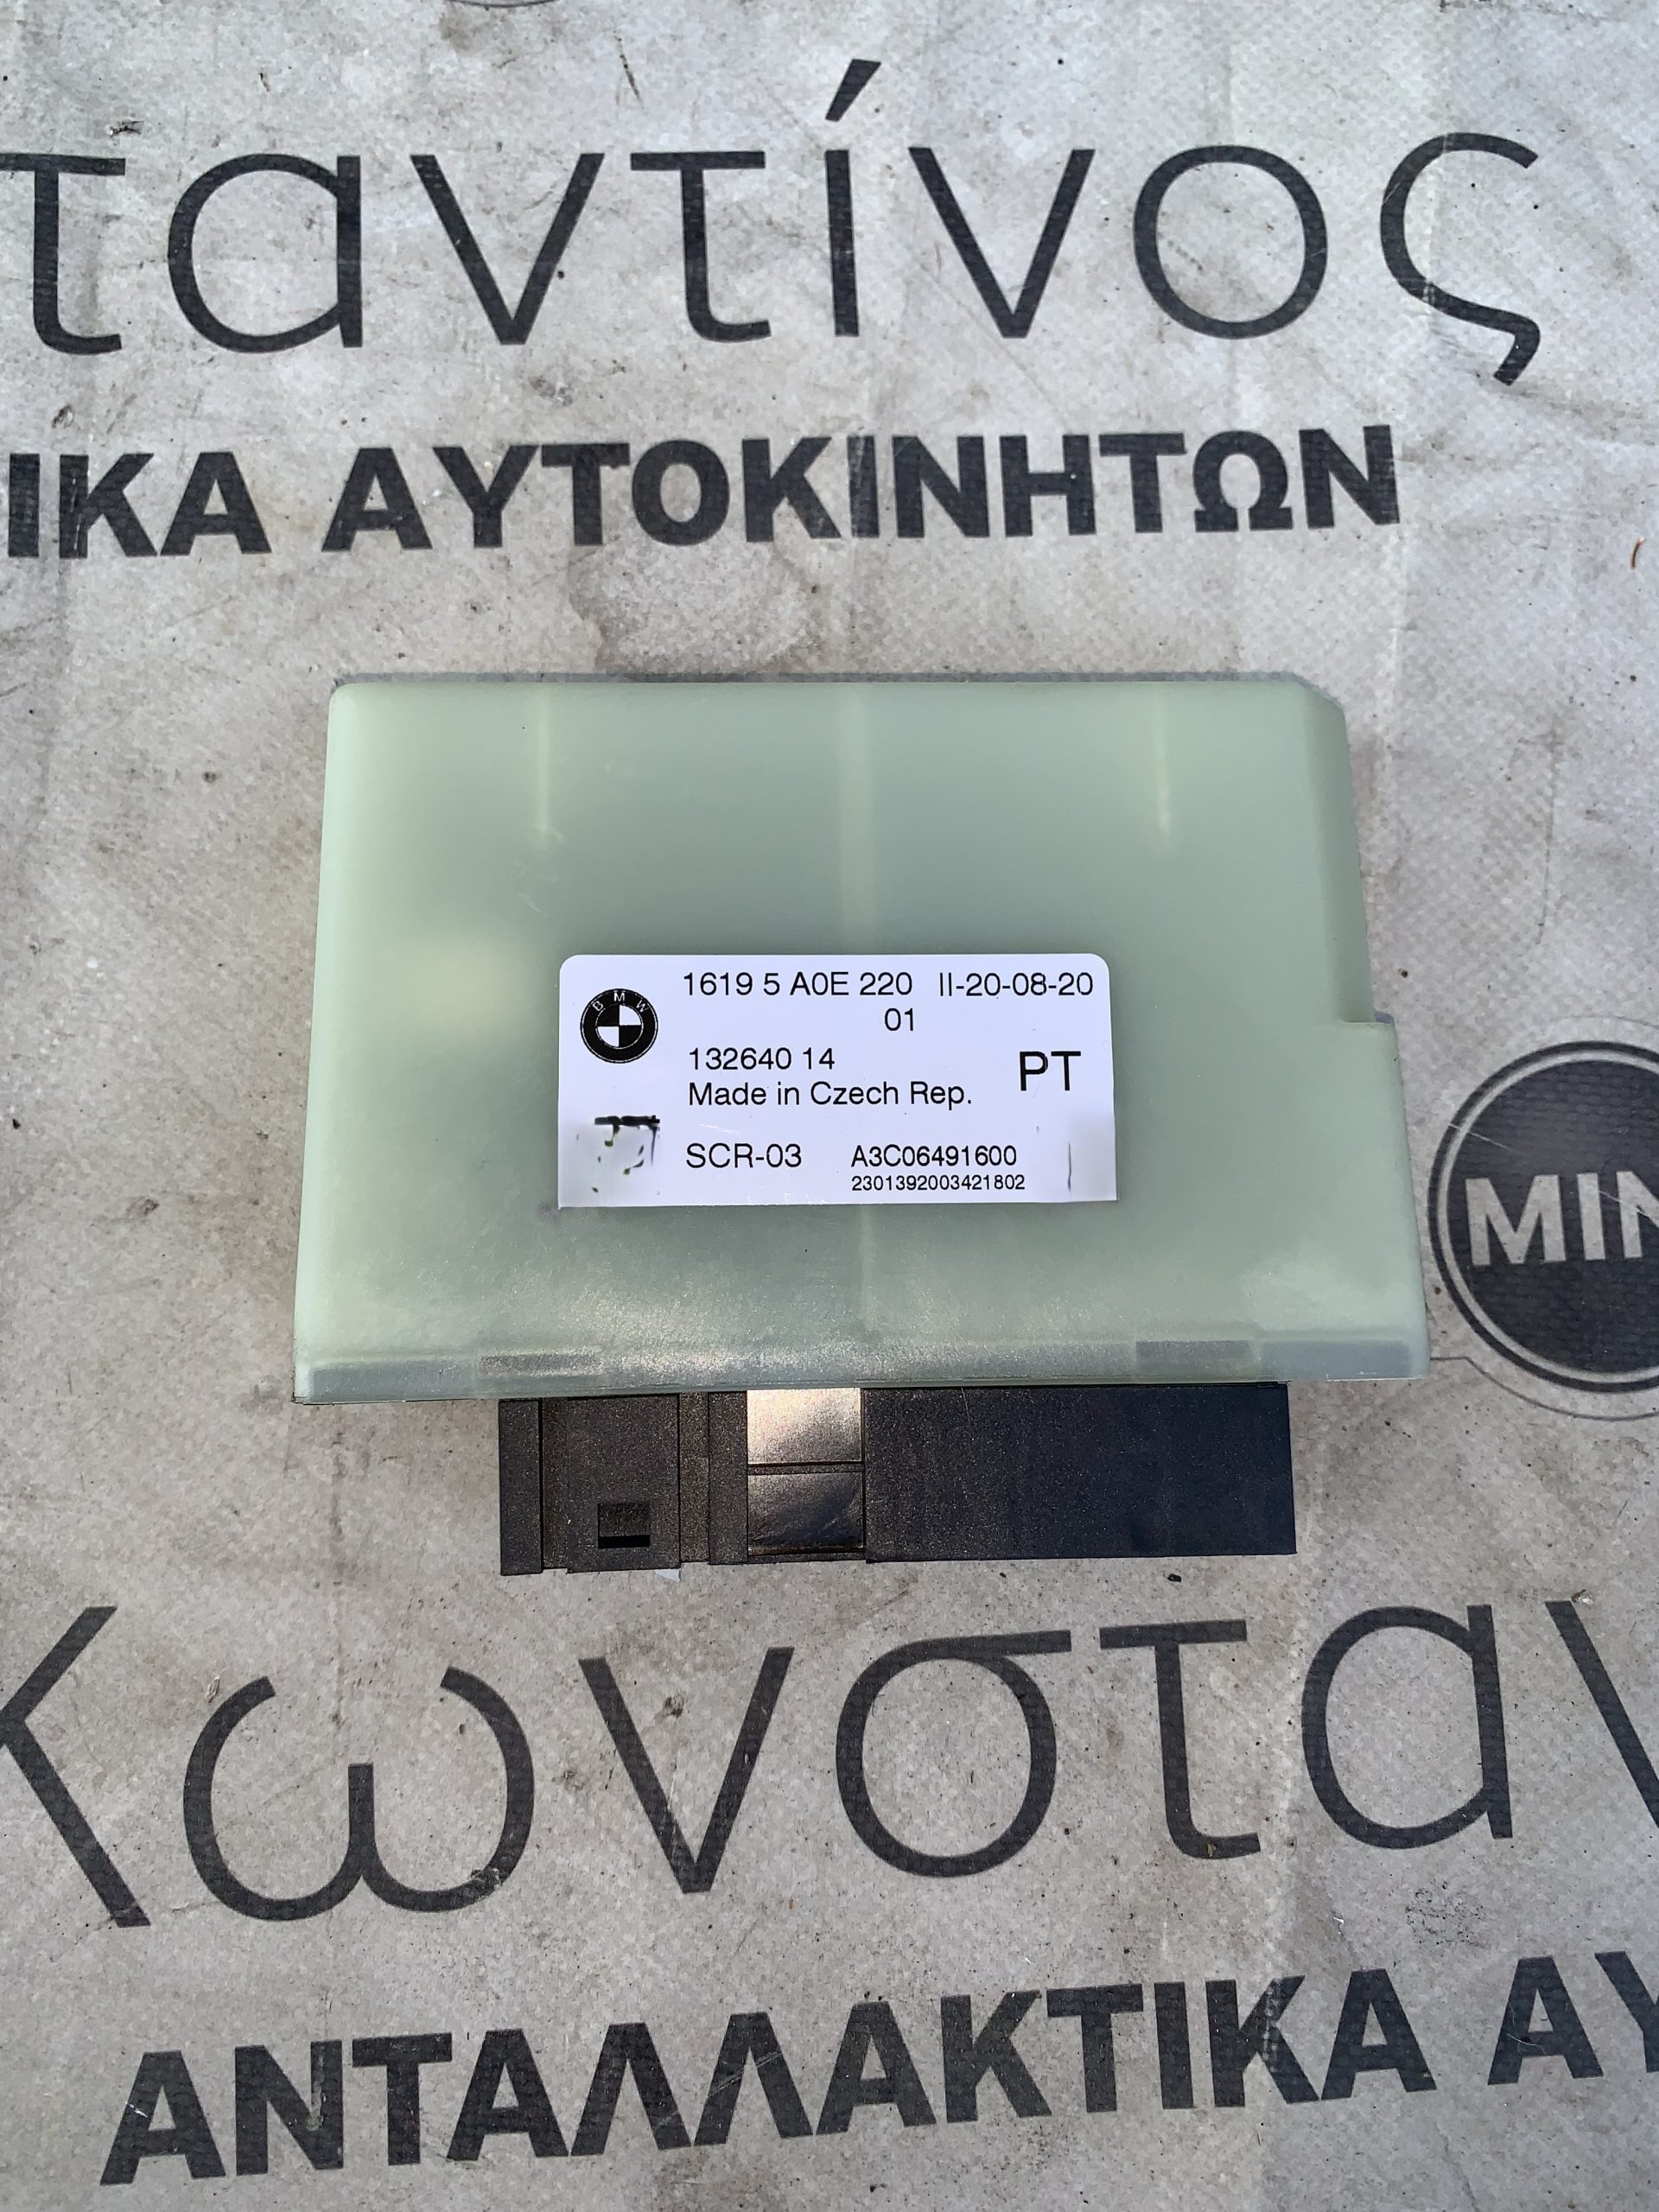 ταντίνος
ΙΚΑ ΑΥΤΟΚΙΝΗΤΩΝ
BMW
1619 5 A0E 220 II-20-08-20
01
132640 14
PT
Made in Czech Rep.
SCR-03 A3C06491600
2301392003421802
MIN
Κωνσταν
ΑΝΤΑΛΛΑΚΤΙΚΑ ΑΥ